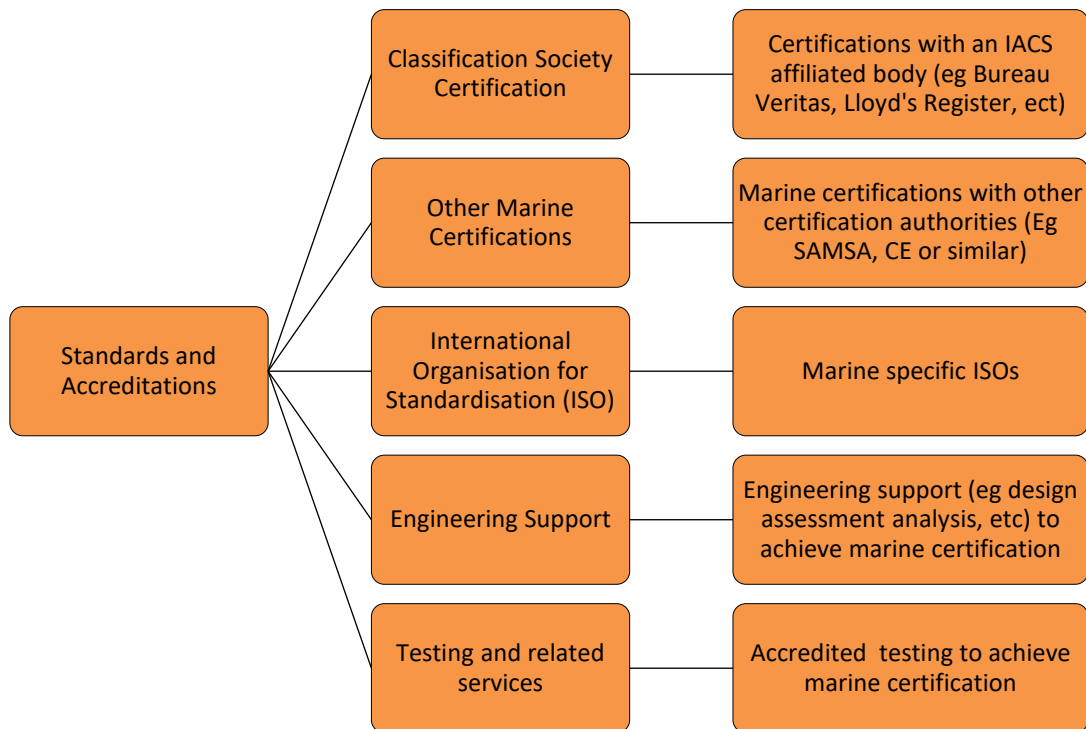 Standards and
Accreditations
Classification Society
Certification
Certifications with an IACS
affiliated body (eg Bureau
Veritas, Lloyd's Register, ect)
Other Marine
Certifications
Marine certifications with other
certification authorities (Eg
SAMSA, CE or similar)
International
Organisation for
Standardisation (ISO)
Marine specific ISOs
Engineering Support
Engineering support (eg design
assessment analysis, etc) to
achieve marine certification
Testing and related
services
Accredited  testing to achieve
marine certification